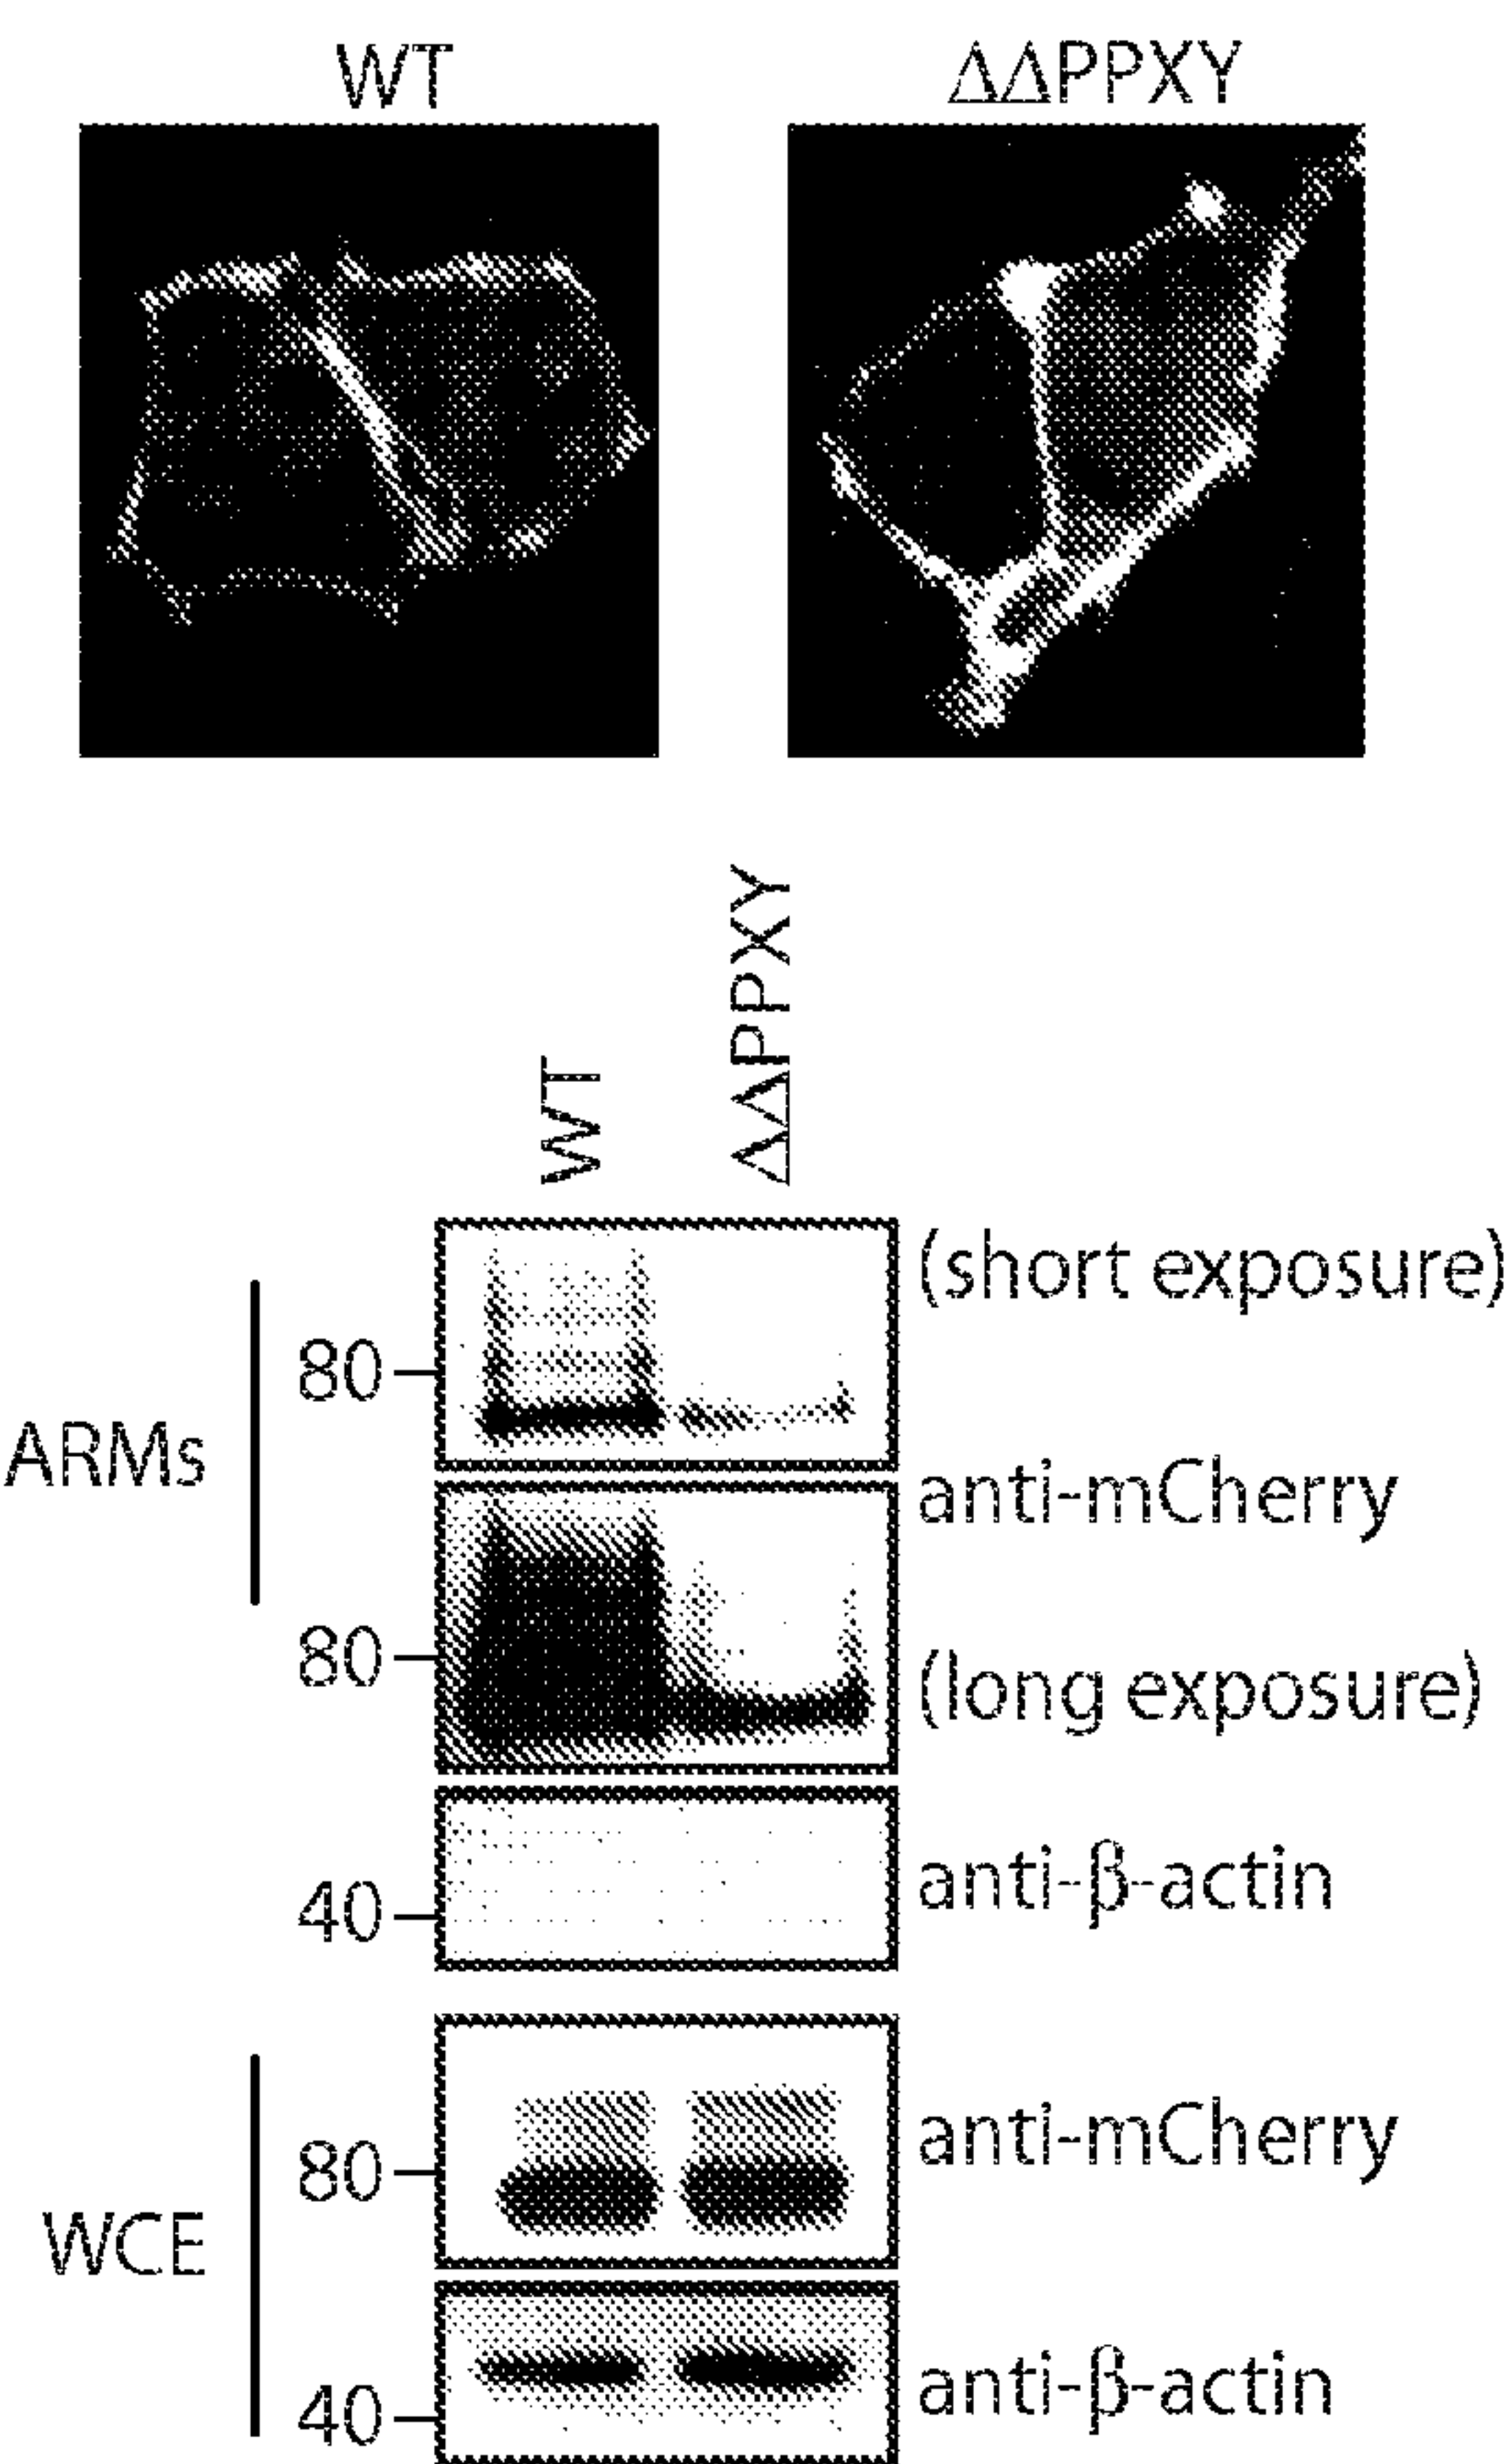 WT ΔΔPPXY
WT ΔΔPPXY
(short exposure)
80
ARMs
anti-mCherry
80
(long exposure)
anti-β-actin
40
anti-mCherry
80
WCE
anti-β-actin
40